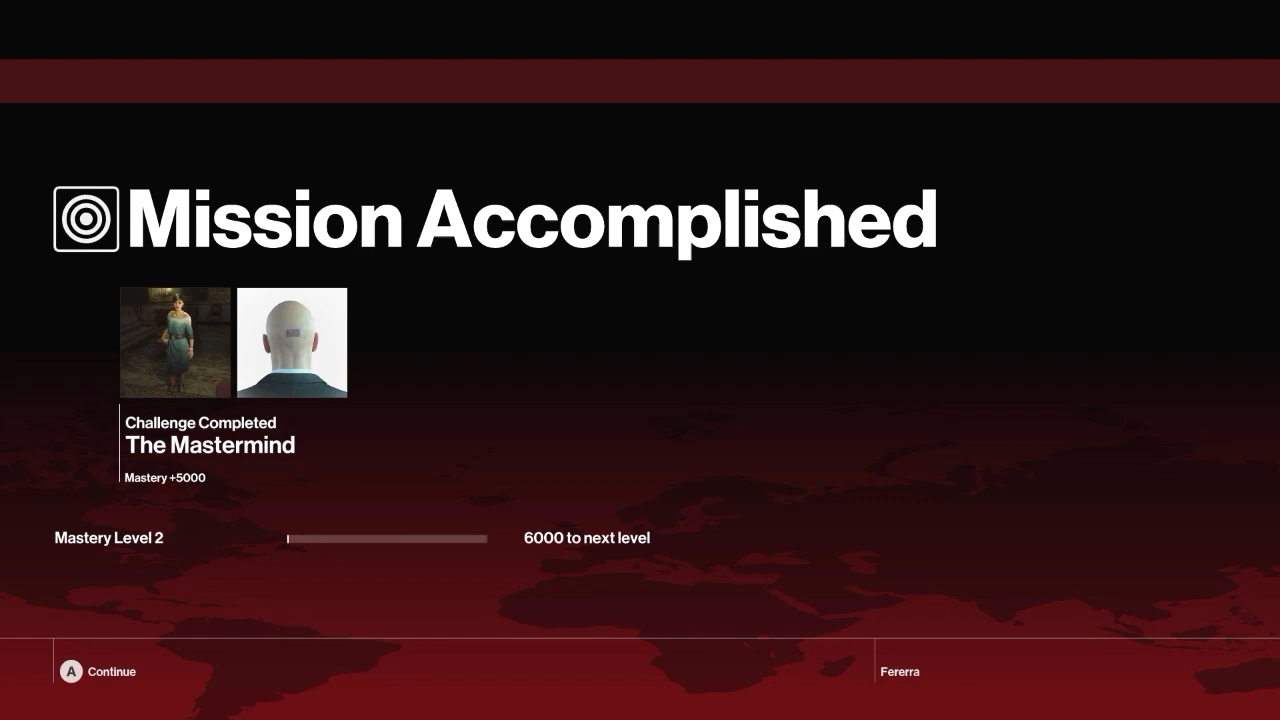 Mission Accomplished
Challenge Completed
The Mastermind
Mastery +5000
Mastery Level 2
6000 to next level
A Continue
Fererra